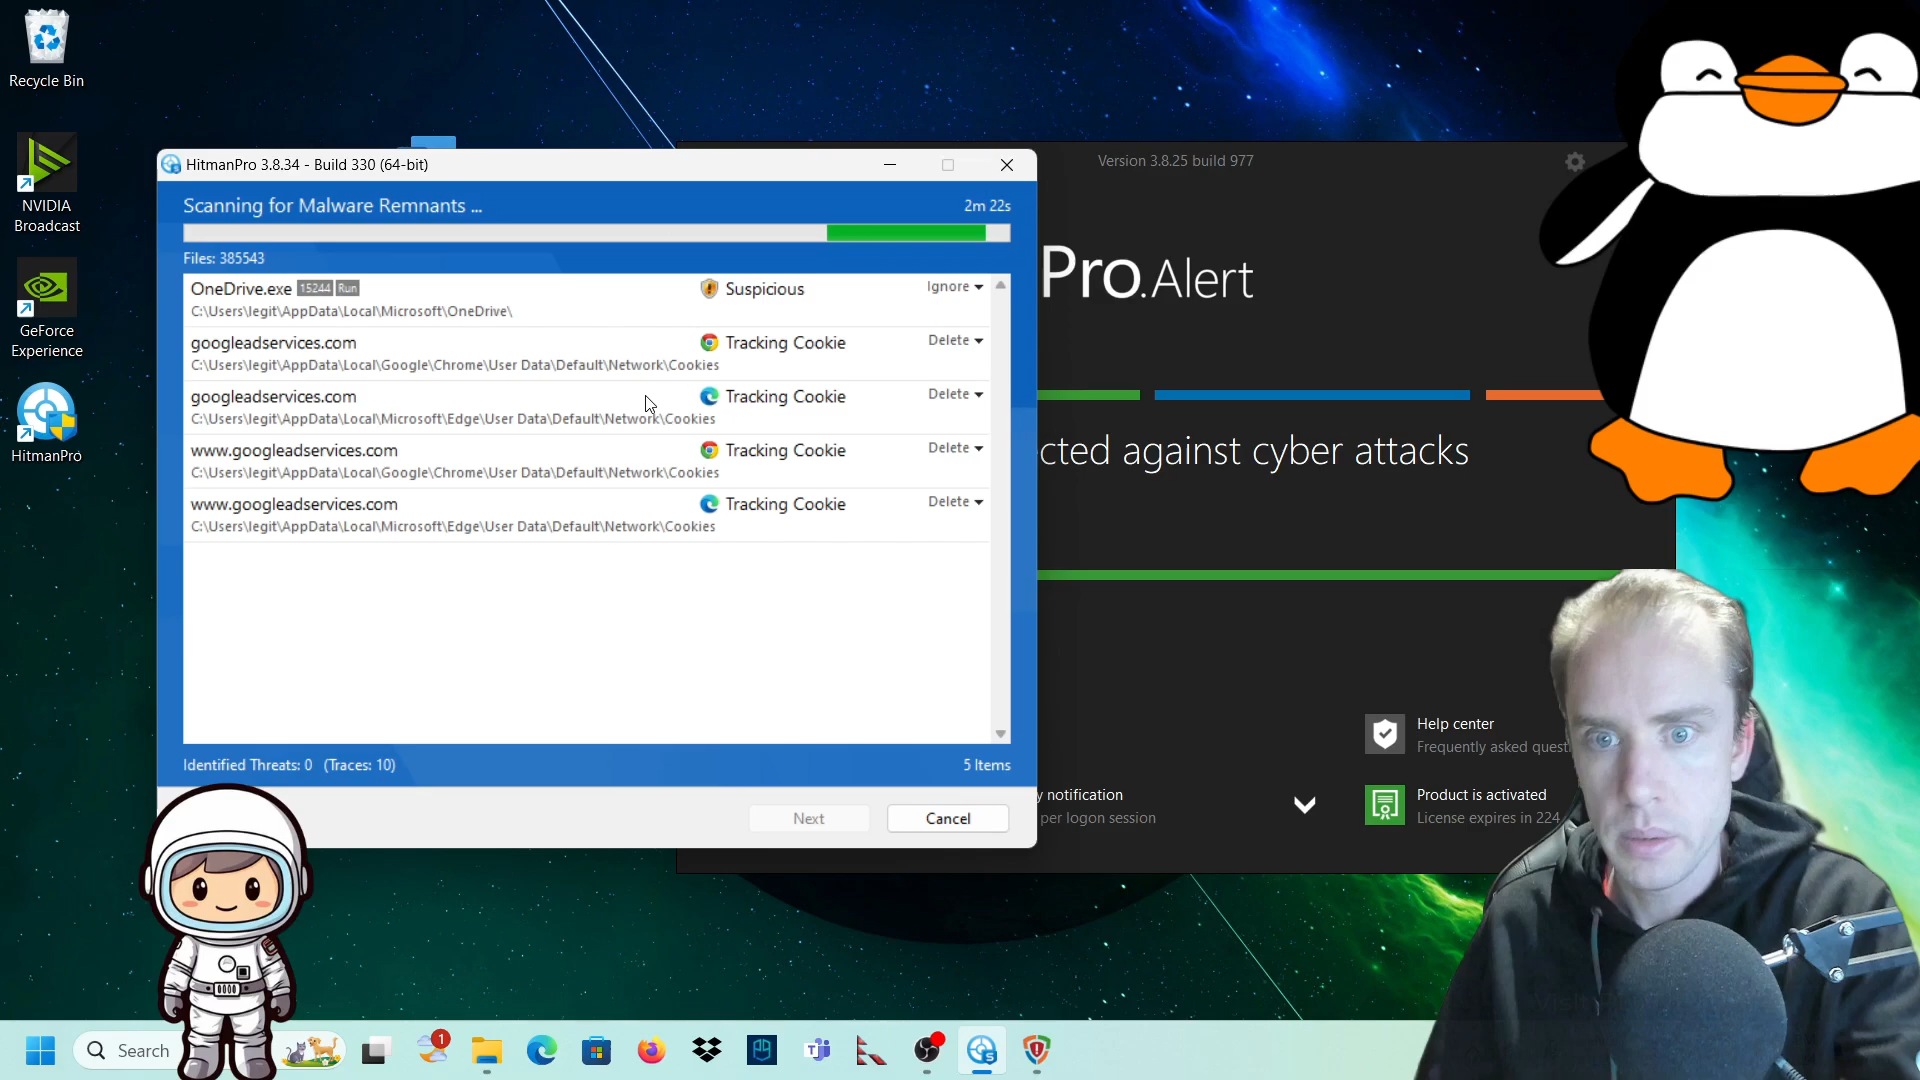 Recycle Bin
NVIDIA
Broadcast
GeForce
Experience
HitmanPro
HitmanPro 3.8.34 - Build 330 (64-bit)
Scanning for Malware Remnants ...
2m 22s
Files: 385543
OneDrive.exe 15244 Run
Suspicious
Ignore
C:\Users\legit\AppData\Local\Microsoft\OneDrive\
googleadservices.com
Tracking Cookie
Delete
C:\Users\legit\AppData\Local\Google\Chrome\User Data\Default\Network\Cookies
googleadservices.com
Tracking Cookie
Delete
C:\Users\legit\AppData\Local\Microsoft\Edge\User Data\Default\Network\Cookies
www.googleadservices.com
Tracking Cookie
Delete
C:\Users\legit\AppData\Local\Google\Chrome\User Data\Default\Network\Cookies
www.googleadservices.com
Tracking Cookie
Delete
C:\Users\legit\AppData\Local\Microsoft\Edge\User Data\Default\Network\Cookies
Identified Threats: 0 (Traces: 10)
5 Items
Next
Cancel
Version 3.8.25 build 977
Pro.Alert
cted against cyber attacks
Help center
Frequently asked quest
y notification
per logon session
Product is activated
License expires in 224
Search
1